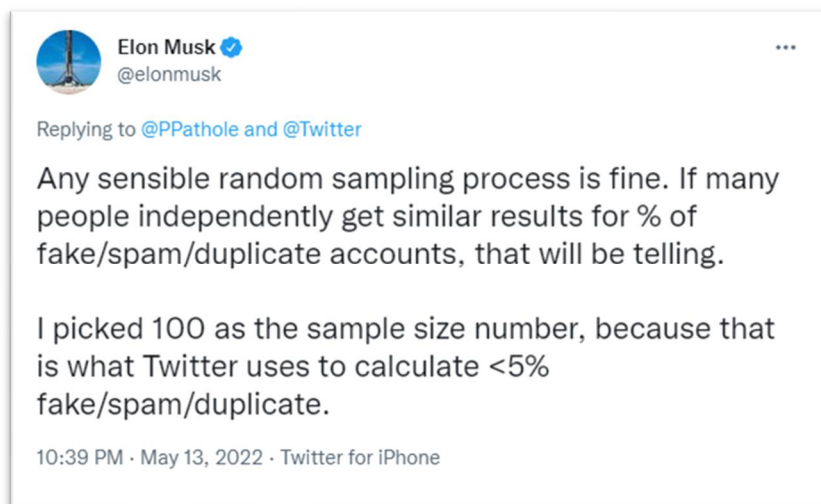 Elon Musk
@elonmusk
Replying to @PPathole and @Twitter
Any sensible random sampling process is fine. If many
people independently get similar results for % of
fake/spam/duplicate accounts, that will be telling.
I picked 100 as the sample size number, because that
is what Twitter uses to calculate <5%
fake/spam/duplicate.
10:39 PM · May 13, 2022 · Twitter for iPhone